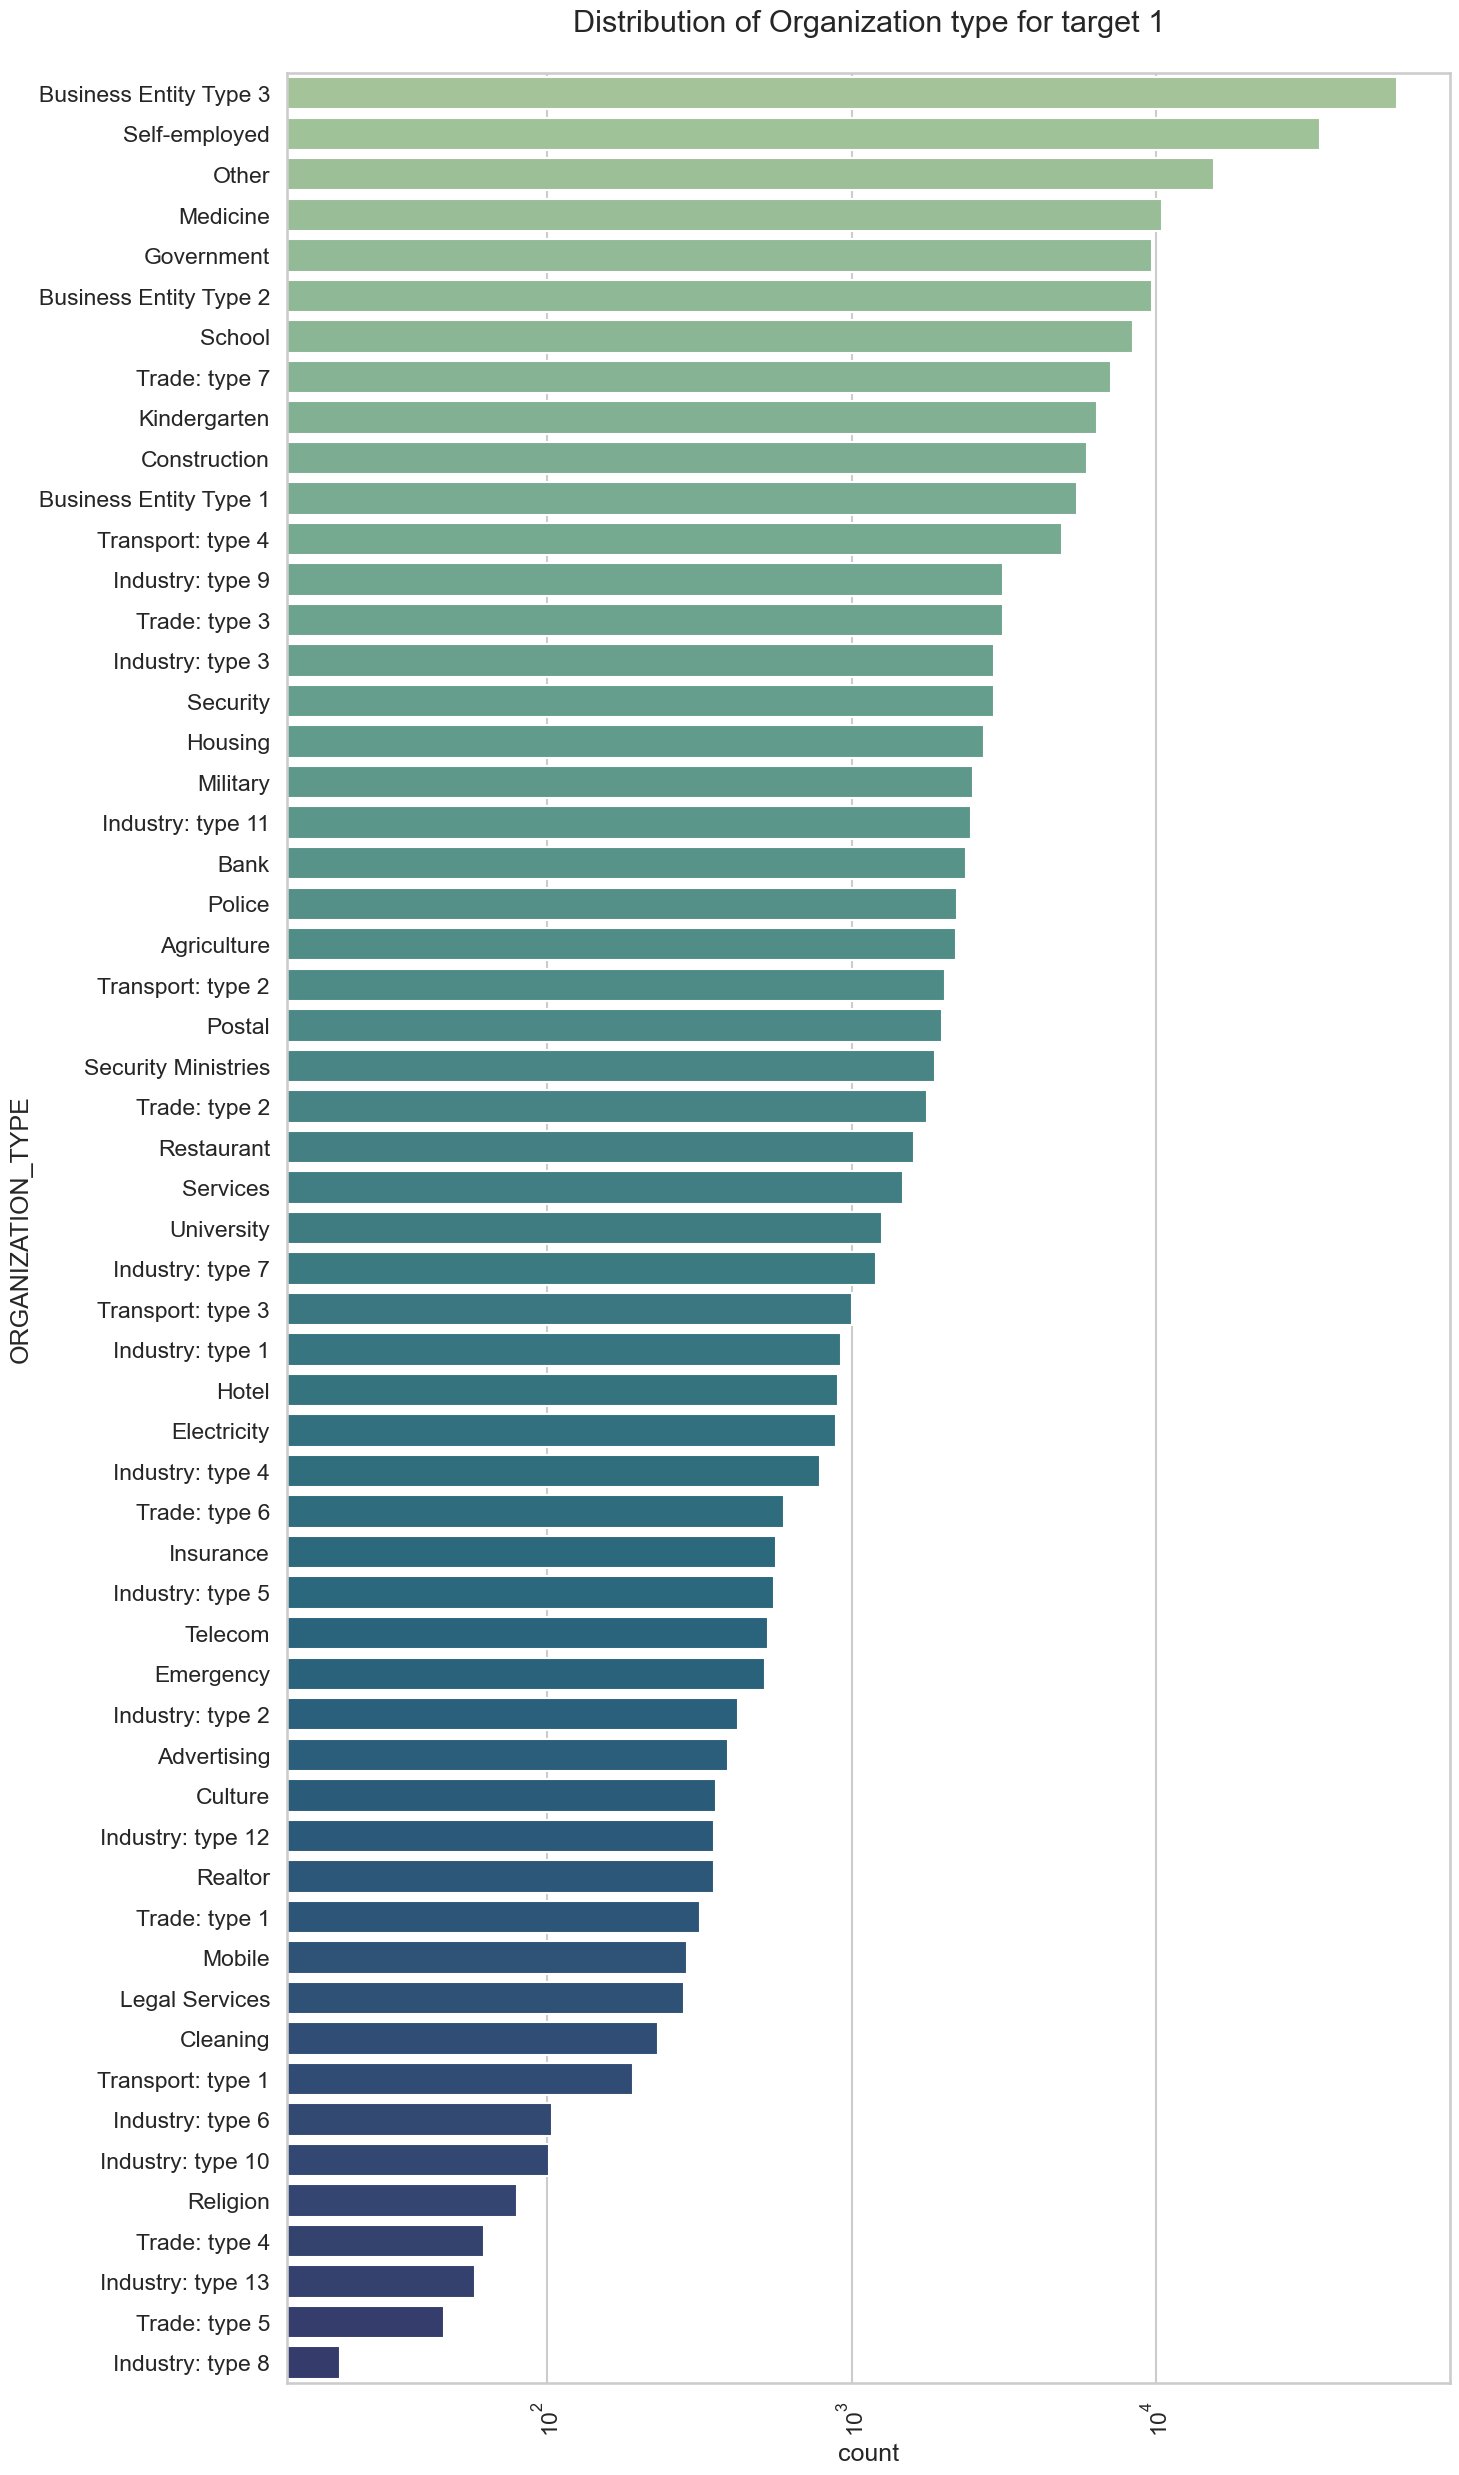 Distribution of Organization type for target 1
Business Entity Type 3
Self-employed
Other
Medicine
Government
Business Entity Type 2
School
Trade: type 7
Kindergarten
Construction
Business Entity Type 1
Transport: type 4
Industry: type 9
Trade: type 3
Industry: type 3
Security
Housing
Military
Industry: type 11
Bank
Police
Agriculture
Transport: type 2
Postal
Security Ministries
Trade: type 2
Restaurant
Services
University
Industry: type 7
Transport: type 3
Industry: type 1
Hotel
Electricity
Industry: type 4
Trade: type 6
Insurance
Industry: type 5
Telecom
Emergency
Industry: type 2
Advertising
Culture
Industry: type 12
Realtor
Trade: type 1
Mobile
Legal Services
Cleaning
Transport: type 1
Industry: type 6
Industry: type 10
Religion
Trade: type 4
Industry: type 13
Trade: type 5
Industry: type 8
ORGANIZATION_TYPE
10²
10³
10⁴
count